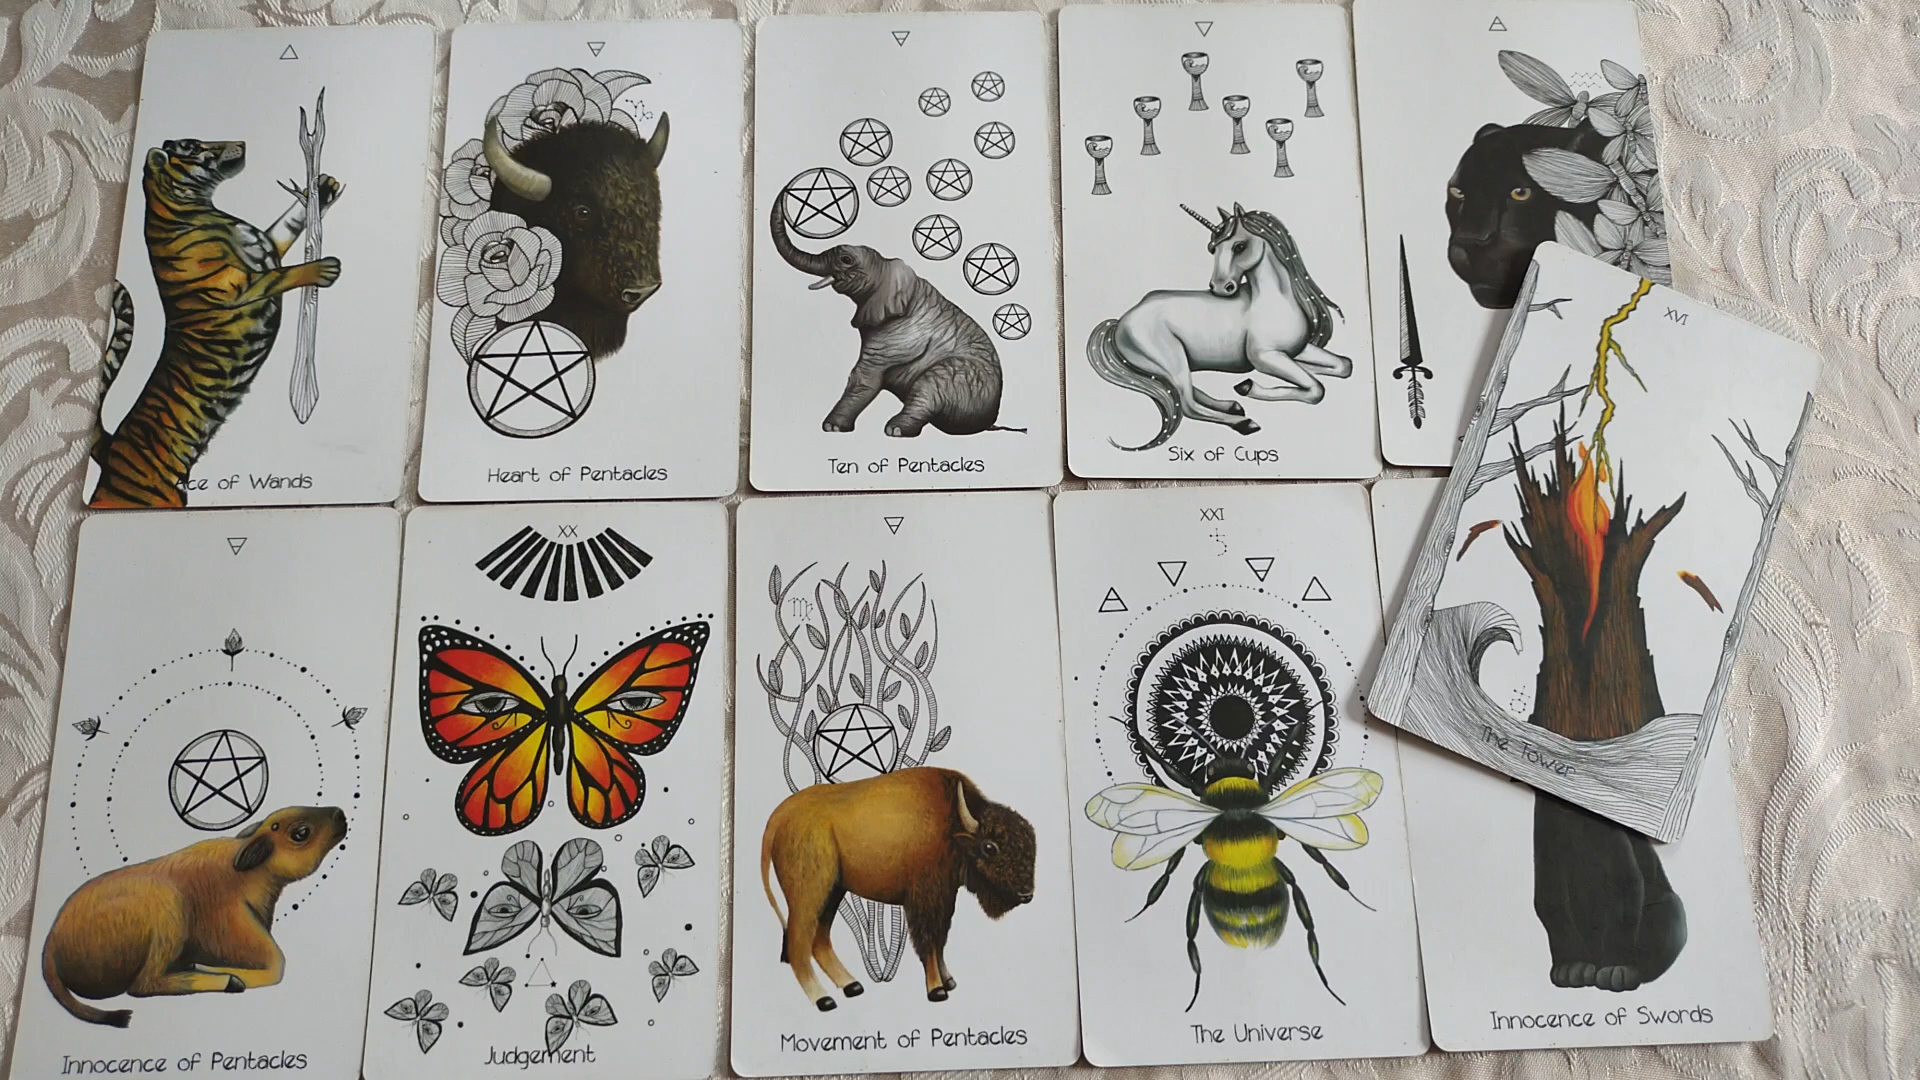 Ace of Wands
Heart of Pentacles
Ten of Pentacles
Six of Cups
XVI
The Tower
Innocence of Pentacles
XX
Judgement
Movement of Pentacles
XXI
The Universe
Innocence of Swords